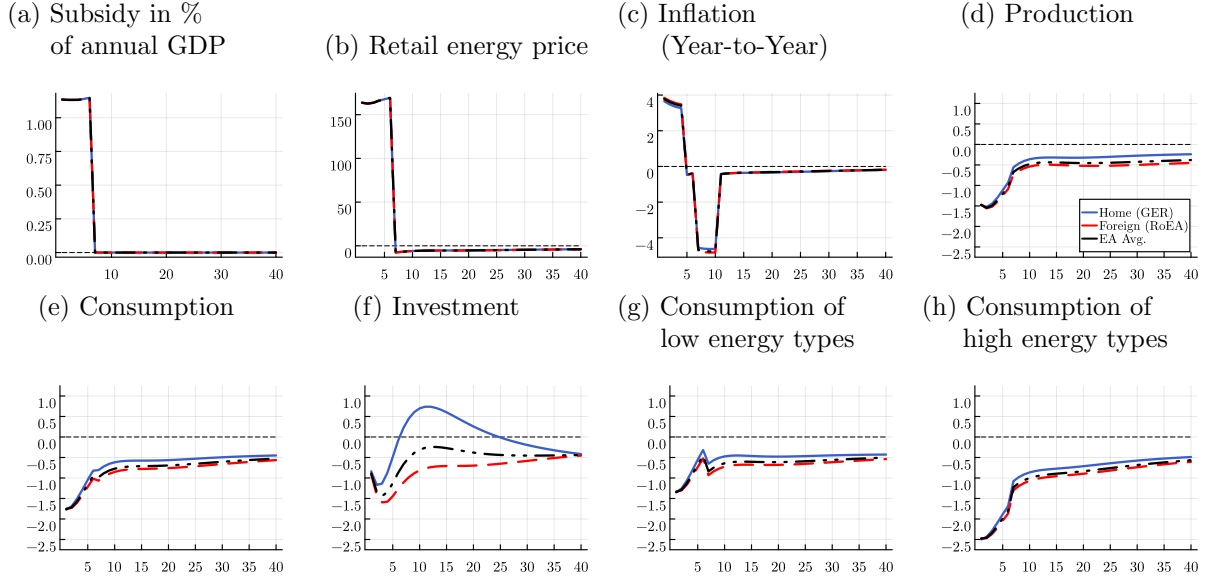 (a) Subsidy in %
of annual GDP
(b) Retail energy price
(c) Inflation
(Year-to-Year)
(d) Production
1.00
0.75
0.50
0.25
0.00
10 20 30 40
150
100
50
0
10 20 30 40
4
2
0
−2
−4
5 10 15 20 25 30 35 40
1.0
0.5
0.0
−0.5
−1.0
−1.5
−2.0
−2.5
Home (GER)
Foreign (RoEA)
EA Avg.
5 10 15 20 25 30 35 40
(e) Consumption
(f) Investment
(g) Consumption of
low energy types
(h) Consumption of
high energy types
1.0
0.5
0.0
−0.5
−1.0
−1.5
−2.0
−2.5
5 10 15 20 25 30 35 40
1.0
0.5
0.0
−0.5
−1.0
−1.5
−2.0
−2.5
5 10 15 20 25 30 35 40
1.0
0.5
0.0
−0.5
−1.0
−1.5
−2.0
−2.5
5 10 15 20 25 30 35 40
1.0
0.5
0.0
−0.5
−1.0
−1.5
−2.0
−2.5
5 10 15 20 25 30 35 40